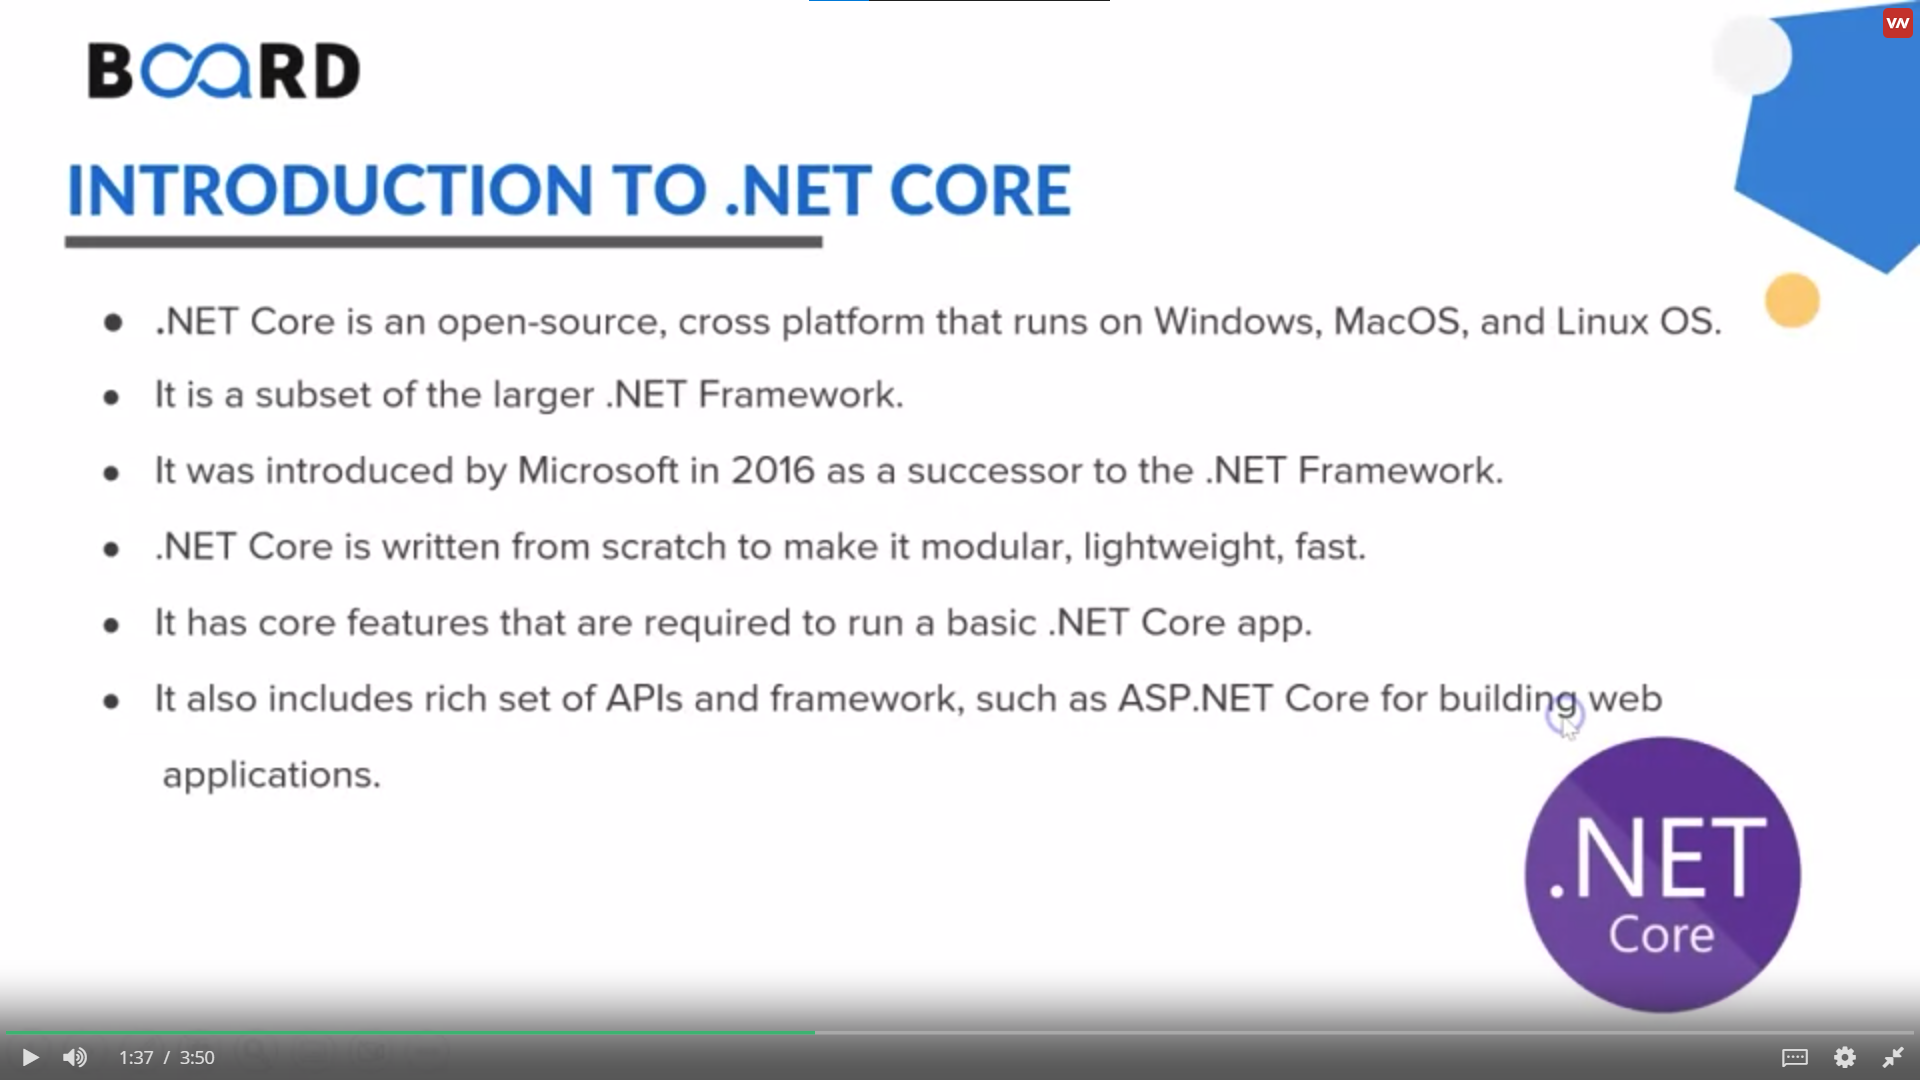 VN
BOARD
INTRODUCTION TO .NET CORE
● .NET Core is an open-source, cross platform that runs on Windows, MacOS, and Linux OS.
● It is a subset of the larger .NET Framework.
● It was introduced by Microsoft in 2016 as a successor to the .NET Framework.
● .NET Core is written from scratch to make it modular, lightweight, fast.
● It has core features that are required to run a basic .NET Core app.
● It also includes rich set of APIs and framework, such as ASP.NET Core for building web
applications.
.NET
Core
1:37 / 3:50